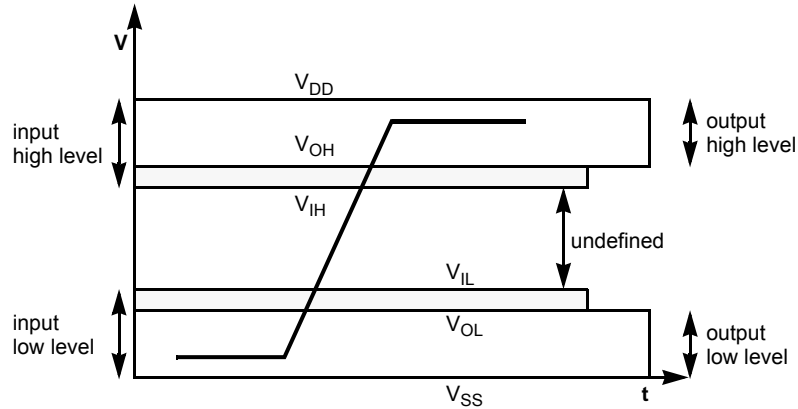 V
V_DD
input
high level
output
high level
V_OH
V_IH
undefined
V_IL
input
low level
V_OL
output
low level
V_SS
t